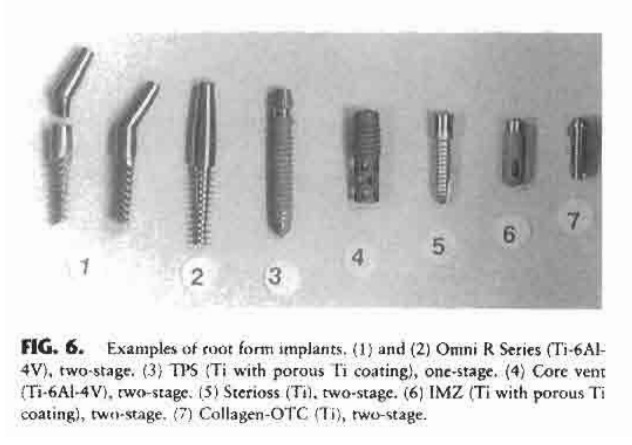 1
2
3
4
5
6
7
FIG. 6. Examples of root form implants. (1) and (2) Omni R Series (Ti-6Al-
4V), two-stage. (3) TPS (Ti with porous Ti coating), one-stage. (4) Core vent
(Ti-6Al-4V), two-stage. (5) Sterioss (Ti), two-stage. (6) IMZ (Ti with porous Ti
coating), two-stage. (7) Collagen-OTC (Ti), two-stage.